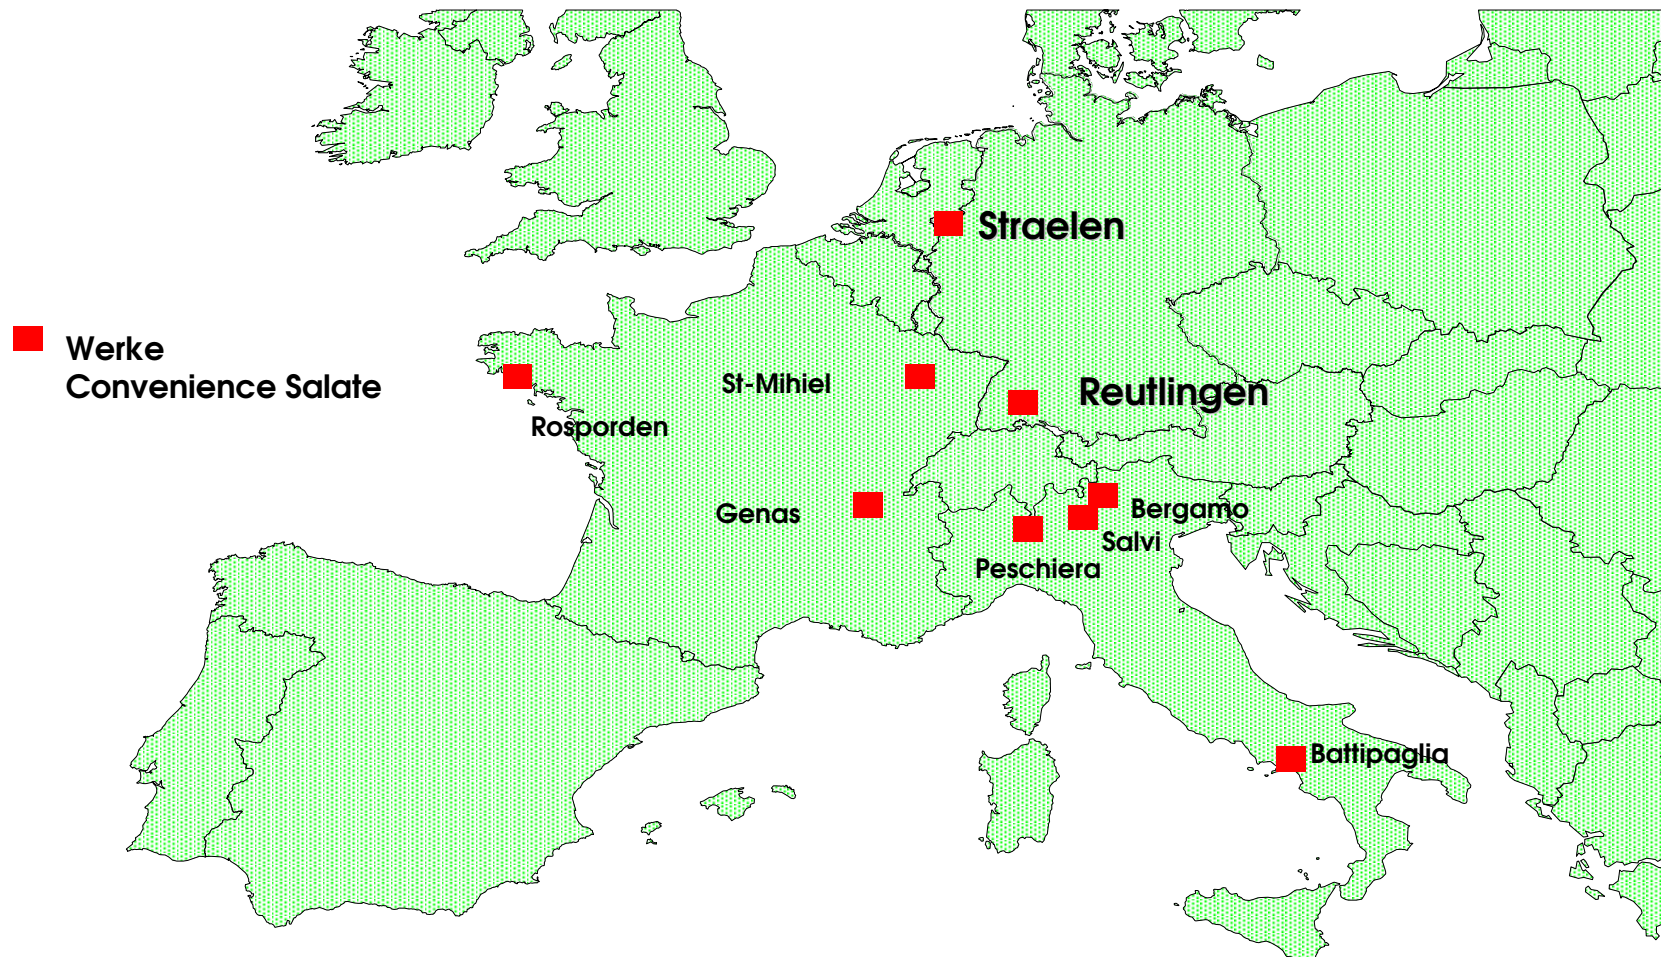 Straelen
Werke
Convenience Salate
St-Mihiel
Reutlingen
Rosporden
Genas
Bergamo
Salvi
Peschiera
Battipaglia